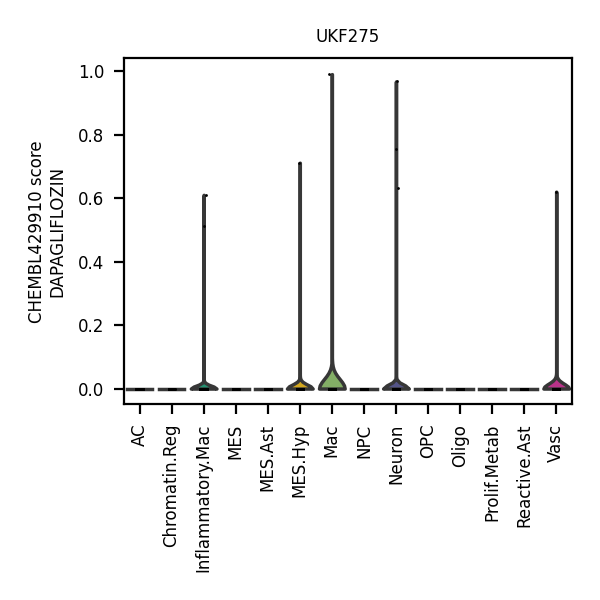 UKF275
CHEMBL429910 score
DAPAGLIFLOZIN
1.0
0.8
0.6
0.4
0.2
0.0
AC
Chromatin.Reg
Inflammatory.Mac
MES
MES.Ast
MES.Hyp
Mac
NPC
Neuron
OPC
Oligo
Prolif.Metab
Reactive.Ast
Vasc